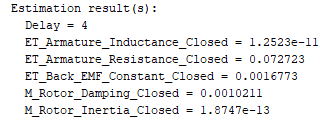 Estimation result(s):
Delay = 4
ET_Armature_Inductance_Closed = 1.2523e-11
ET_Armature_Resistance_Closed = 0.072723
ET_Back_EMF_Constant_Closed = 0.0016773
M_Rotor_Damping_Closed = 0.0010211
M_Rotor_Inertia_Closed = 1.8747e-13